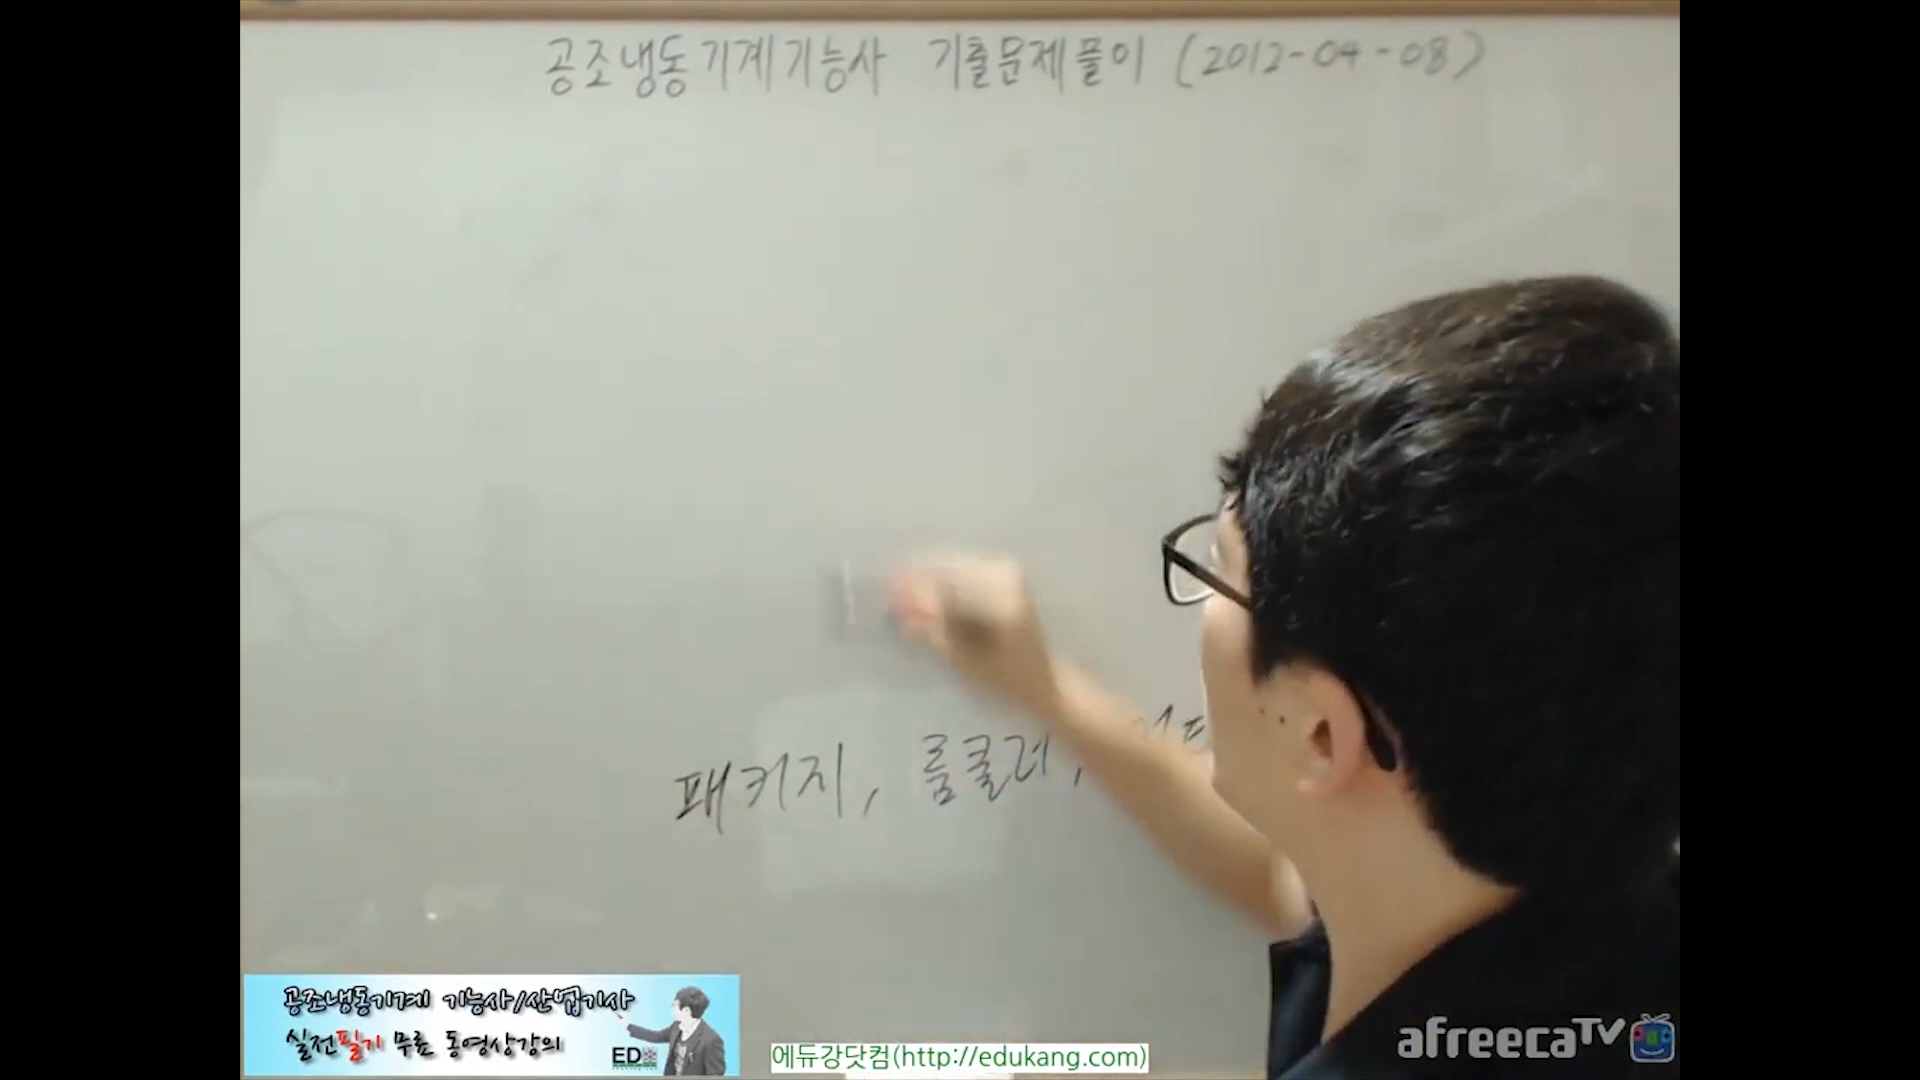 공조냉동기계기능사 기출문제풀이 (2012-04-08)
패키지, 룸쿨러,
공조냉동기계 기능사/산업기사
실전필기 무료 동영상강의
EDU
에듀강닷컴(http://edukang.com)
afreecaTV